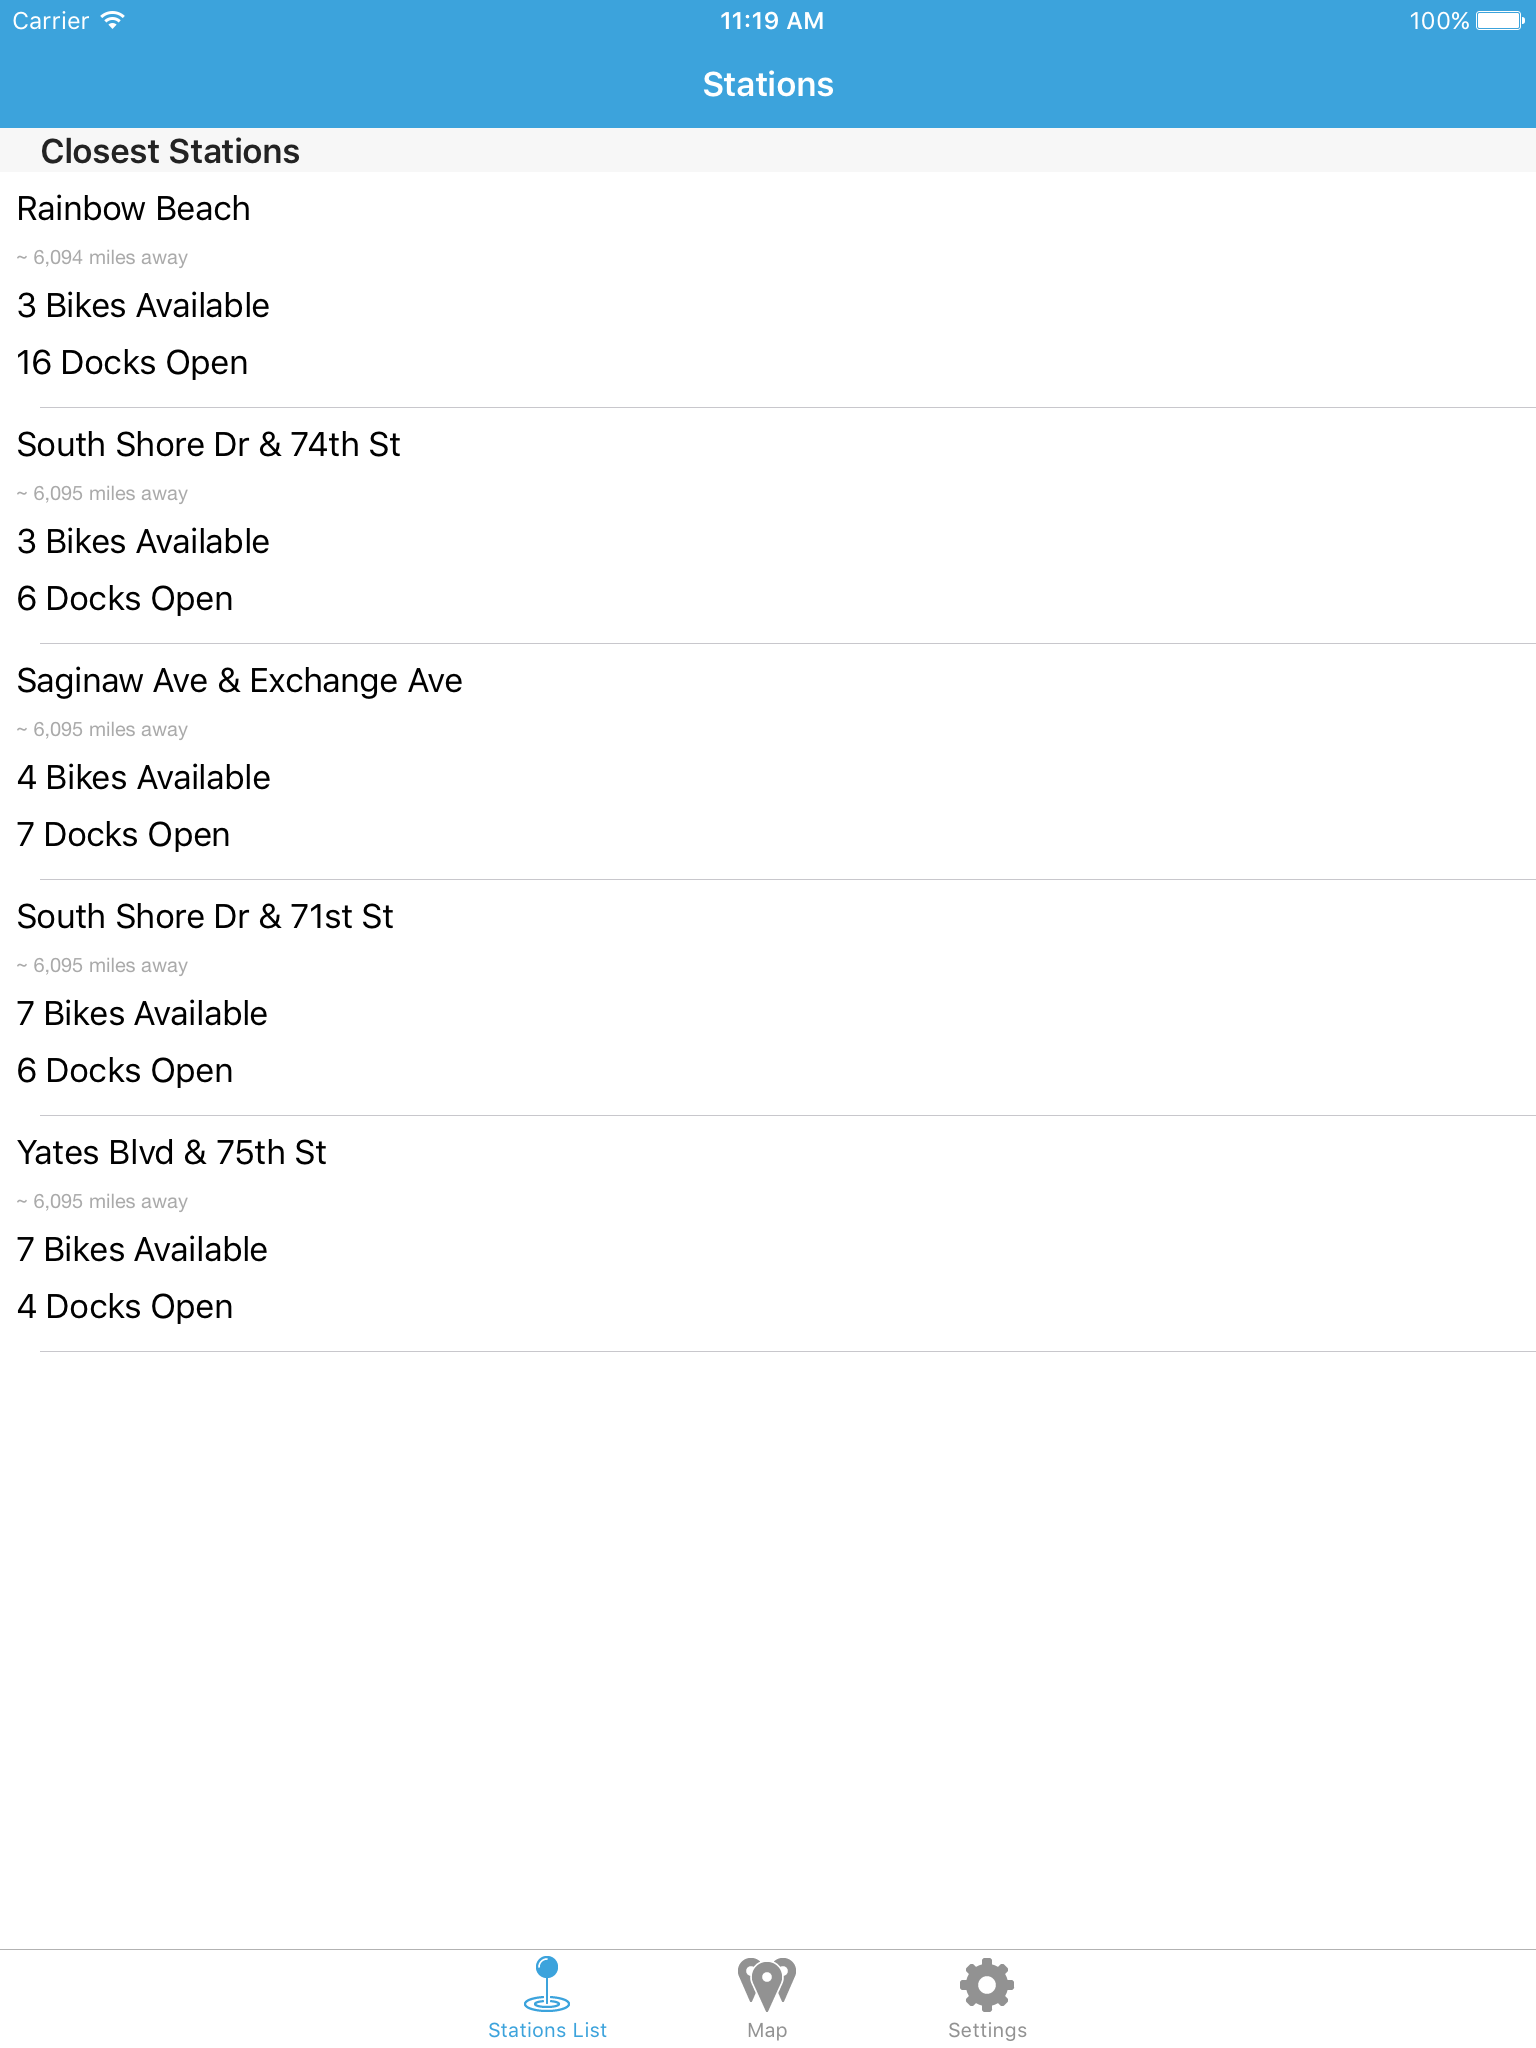 Carrier 11:19 AM 100%
Stations
Closest Stations
Rainbow Beach
~ 6,094 miles away
3 Bikes Available
16 Docks Open
South Shore Dr & 74th St
~ 6,095 miles away
3 Bikes Available
6 Docks Open
Saginaw Ave & Exchange Ave
~ 6,095 miles away
4 Bikes Available
7 Docks Open
South Shore Dr & 71st St
~ 6,095 miles away
7 Bikes Available
6 Docks Open
Yates Blvd & 75th St
~ 6,095 miles away
7 Bikes Available
4 Docks Open
Stations List Map Settings